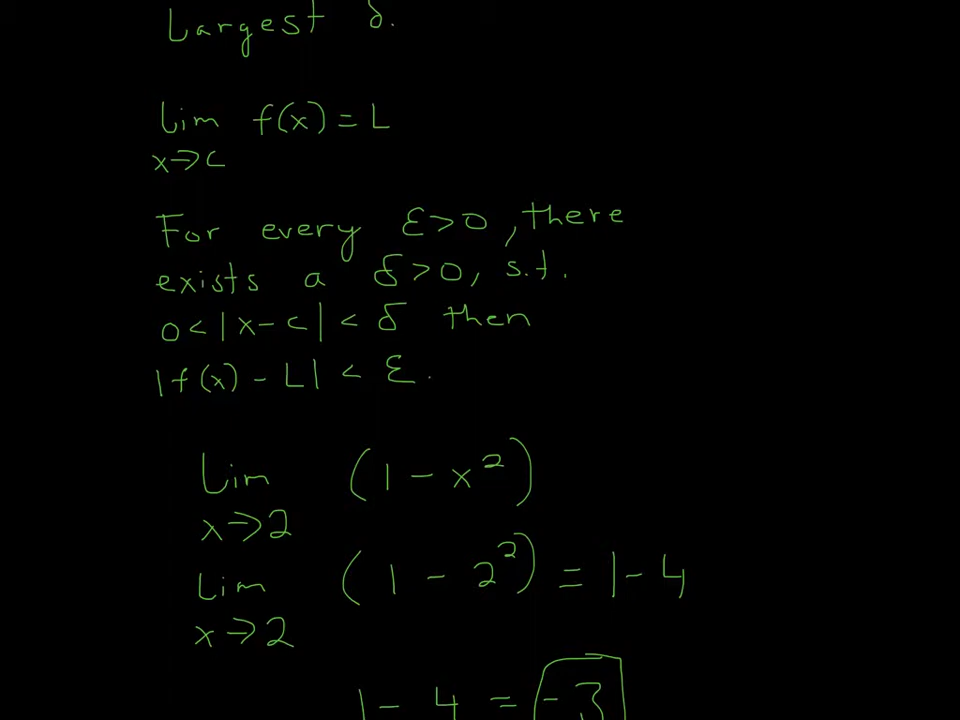 Largest δ.
lim f(x) = L
x→c
For every ε>0, there
exists a δ>0, s.t.
0<|x-c|<δ then
|f(x) - L| < ε.
Lim (1 - x²)
x→2
Lim (1 - 2²) = 1-4
x→2
1 - 4 = -3